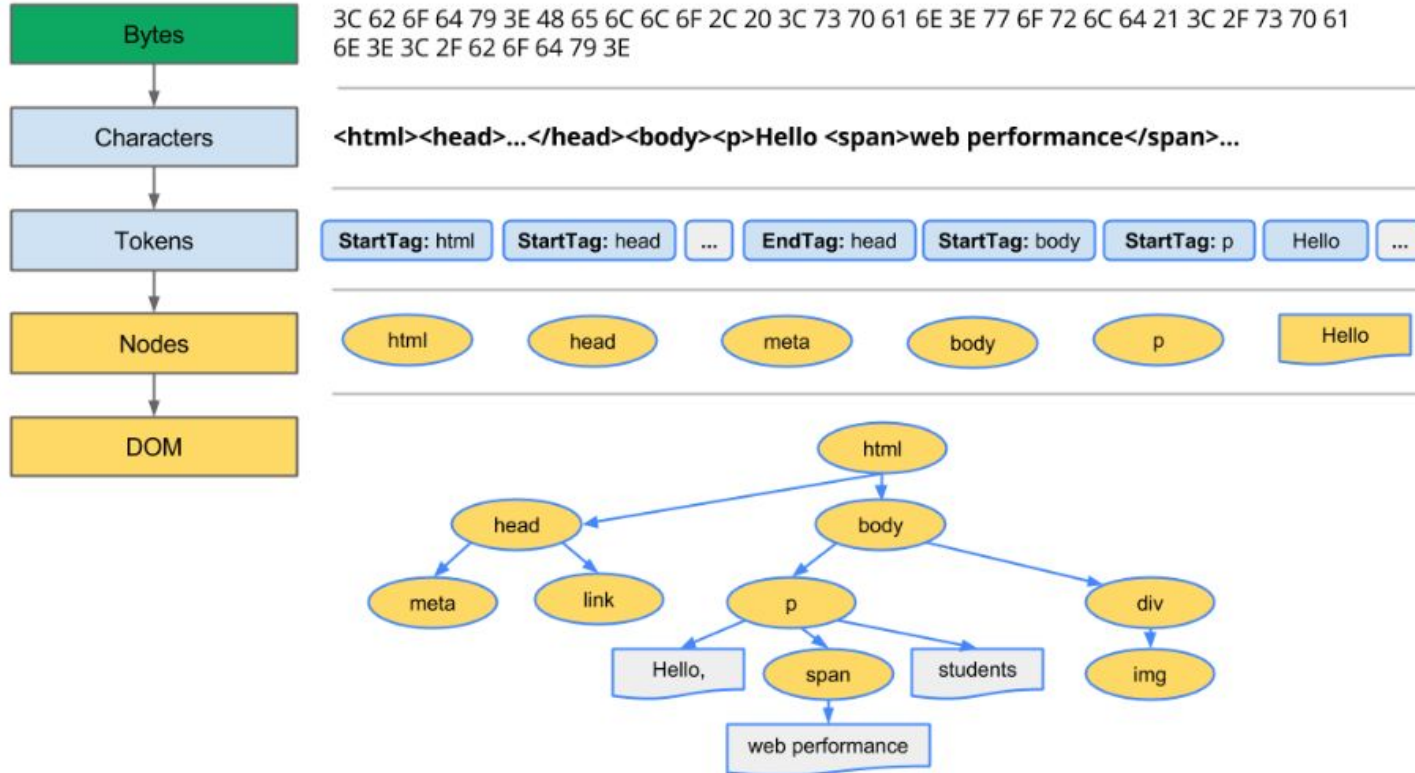 Bytes
3C 62 6F 64 79 3E 48 65 6C 6C 6F 2C 20 3C 73 70 61 6E 3E 77 6F 72 6C 64 21 3C 2F 73 70 61
6E 3E 3C 2F 62 6F 64 79 3E
Characters
<html><head>...</head><body><p>Hello <span>web performance</span>...
Tokens
StartTag: html StartTag: head ... EndTag: head StartTag: body StartTag: p Hello ...
Nodes
html head meta body p Hello
DOM
html
head body
meta link p div
Hello, span students img
web performance